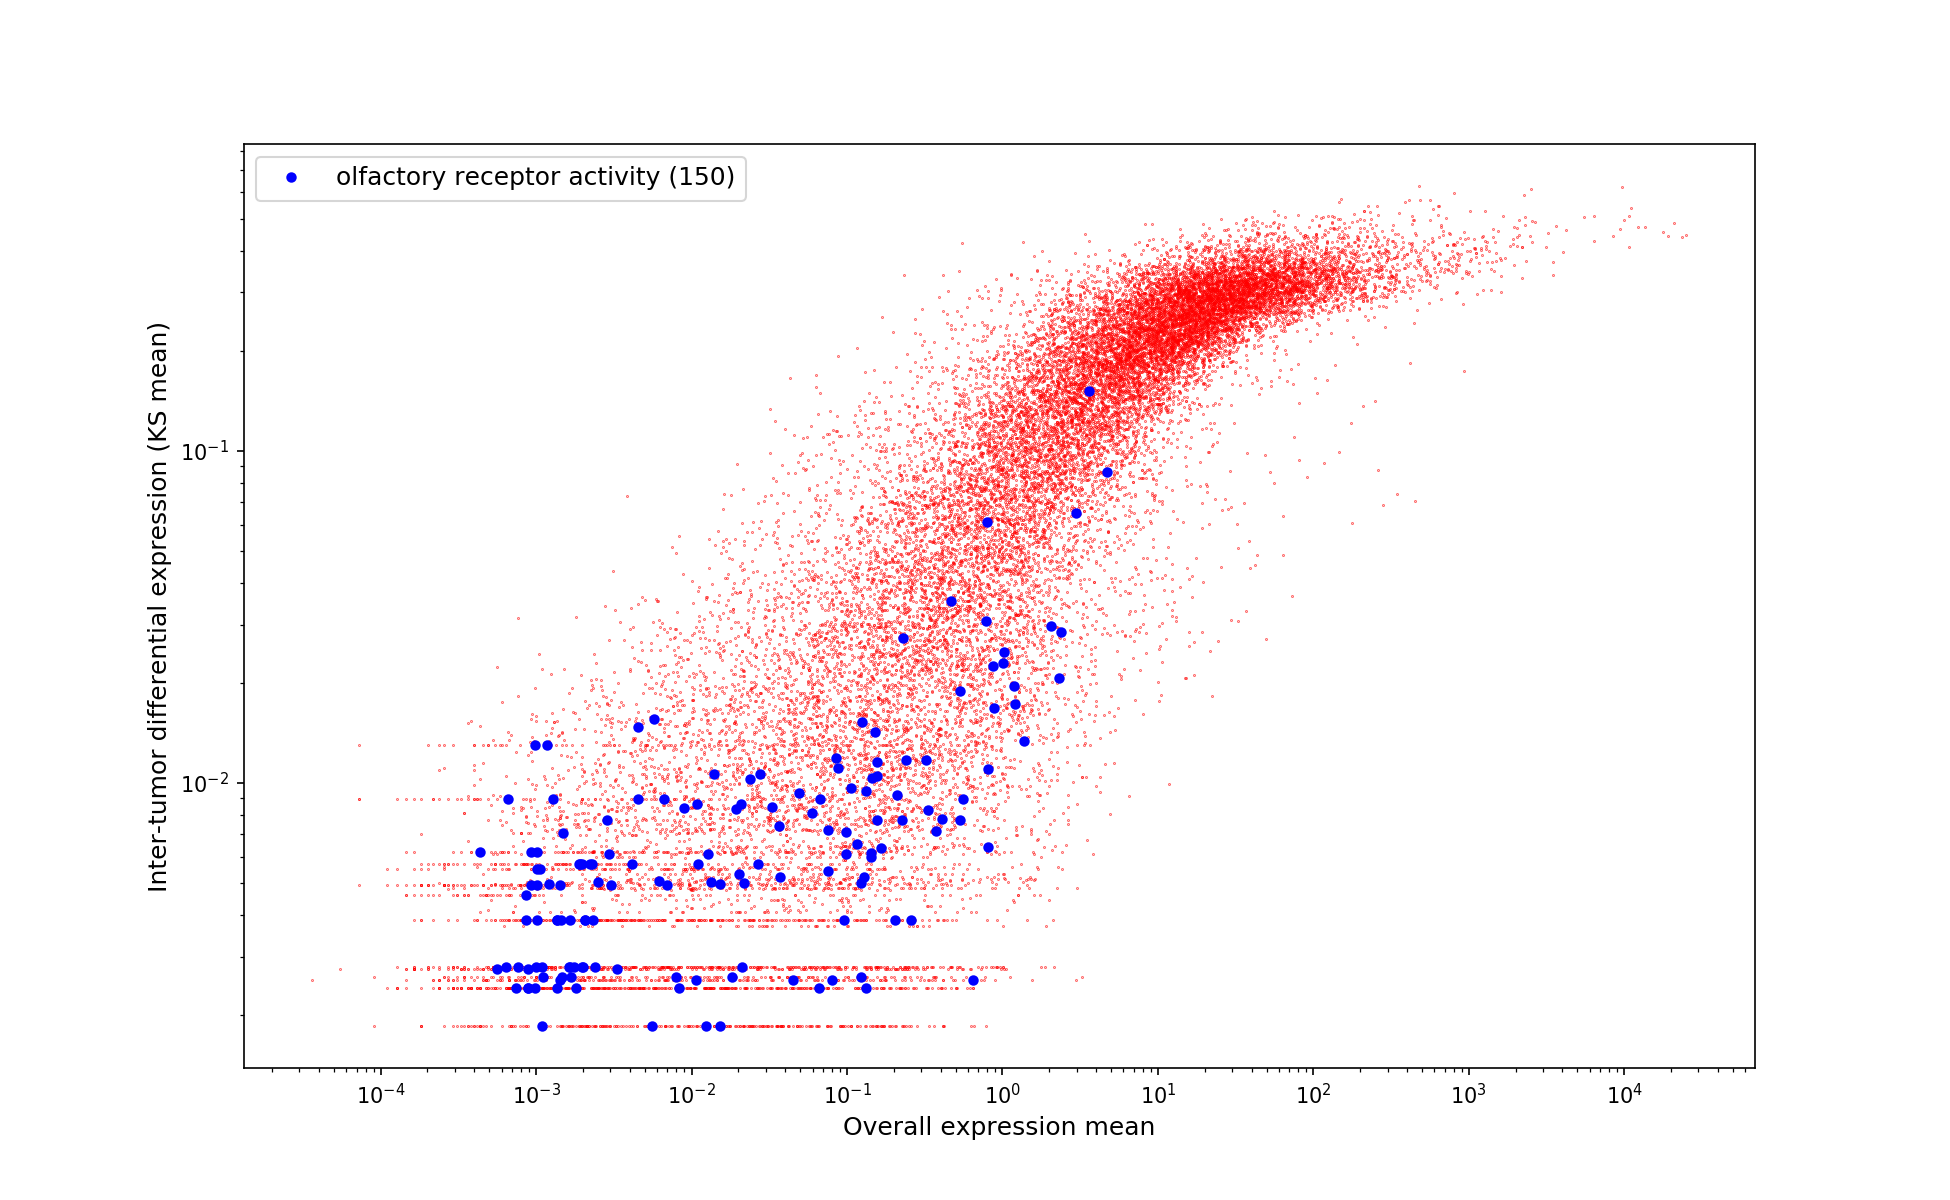 olfactory receptor activity (150)
Inter-tumor differential expression (KS mean)
10⁻¹
10⁻²
10⁻⁴ 10⁻³ 10⁻² 10⁻¹ 10⁰ 10¹ 10² 10³ 10⁴
Overall expression mean